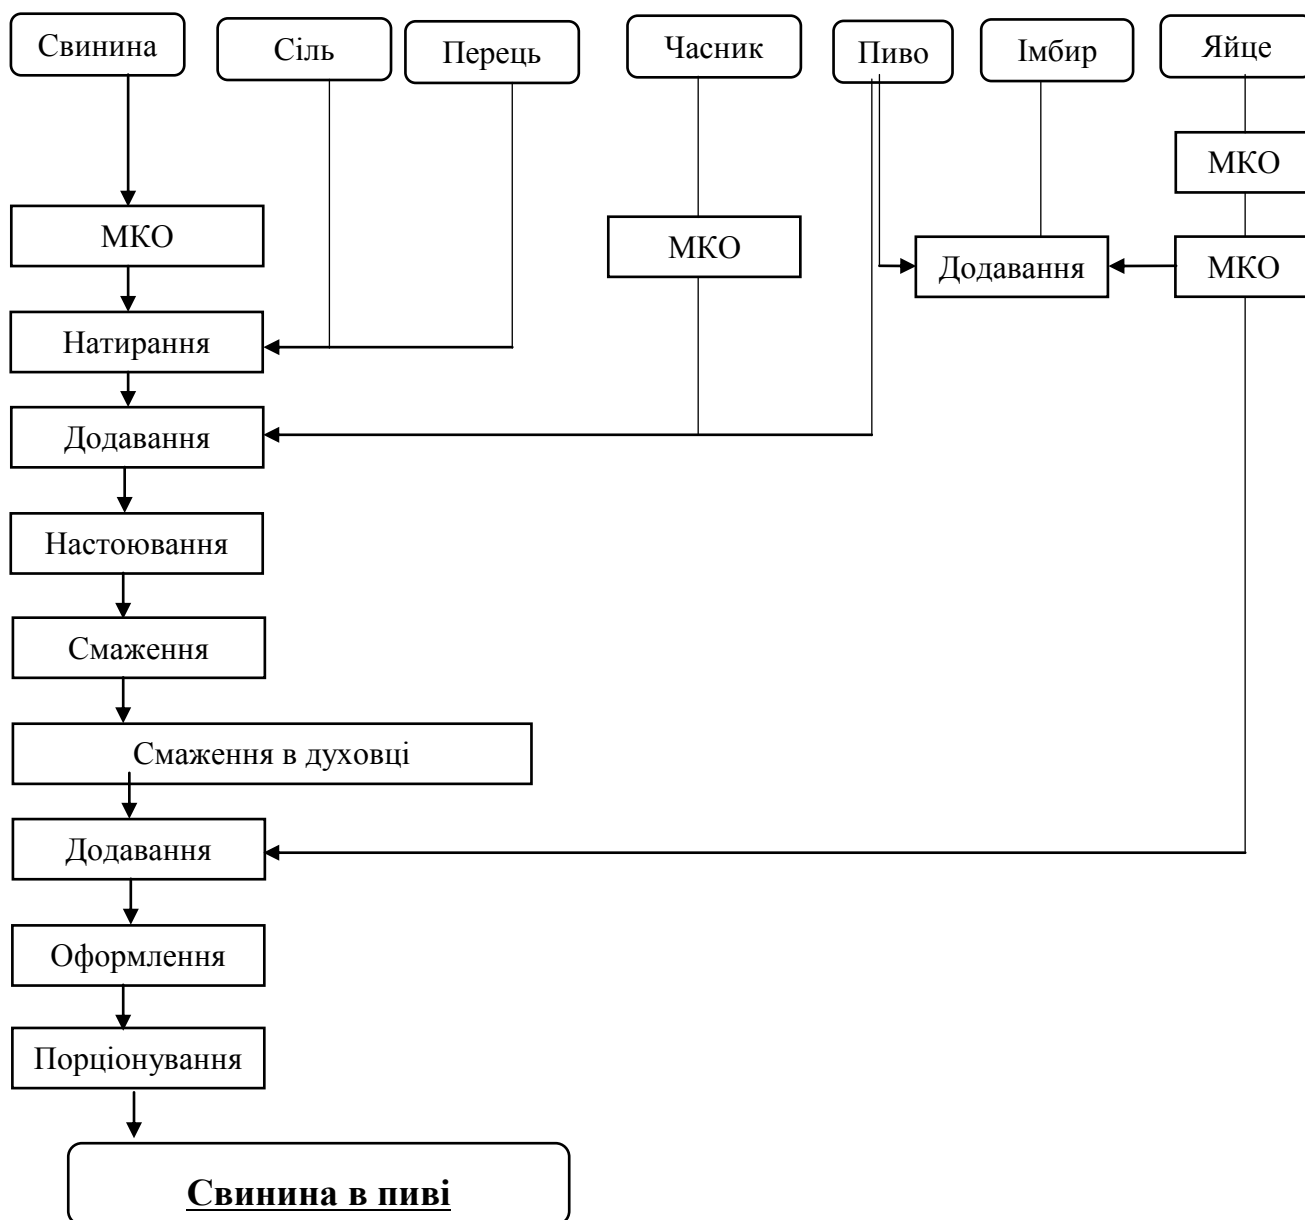 Свинина
Сіль
Перець
Часник
Пиво
Імбир
Яйце
МКО
МКО
МКО
Додавання
МКО
Натирання
Додавання
Настоювання
Смаження
Смаження в духовці
Додавання
Оформлення
Порціонування
Свинина в пиві